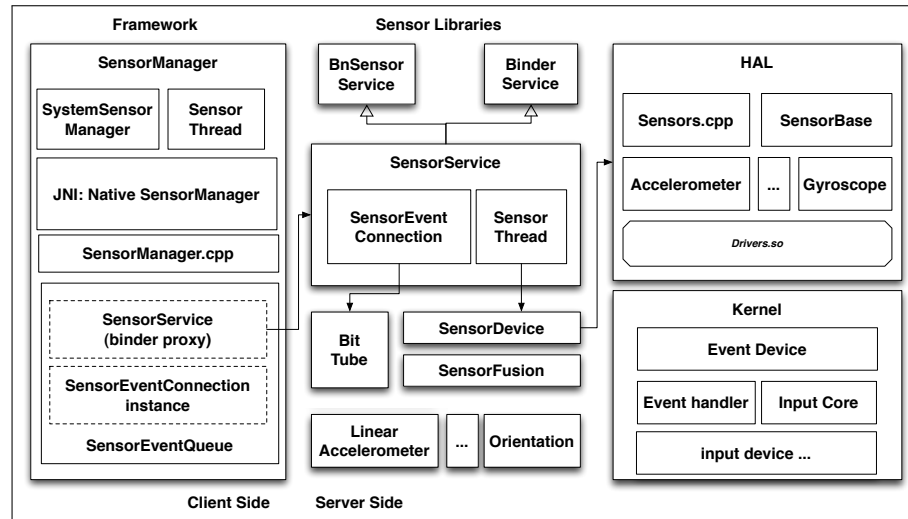 Framework
Sensor Libraries
SensorManager
SystemSensor
Manager
Sensor
Thread
JNI: Native SensorManager
SensorManager.cpp
SensorService
(binder proxy)
SensorEventConnection
instance
SensorEventQueue
BnSensor
Service
Binder
Service
SensorService
SensorEvent
Connection
Sensor
Thread
Bit
Tube
SensorDevice
SensorFusion
Linear
Accelerometer
...
Orientation
HAL
Sensors.cpp
SensorBase
Accelerometer
...
Gyroscope
Drivers.so
Kernel
Event Device
Event handler
Input Core
input device ...
Client Side
Server Side